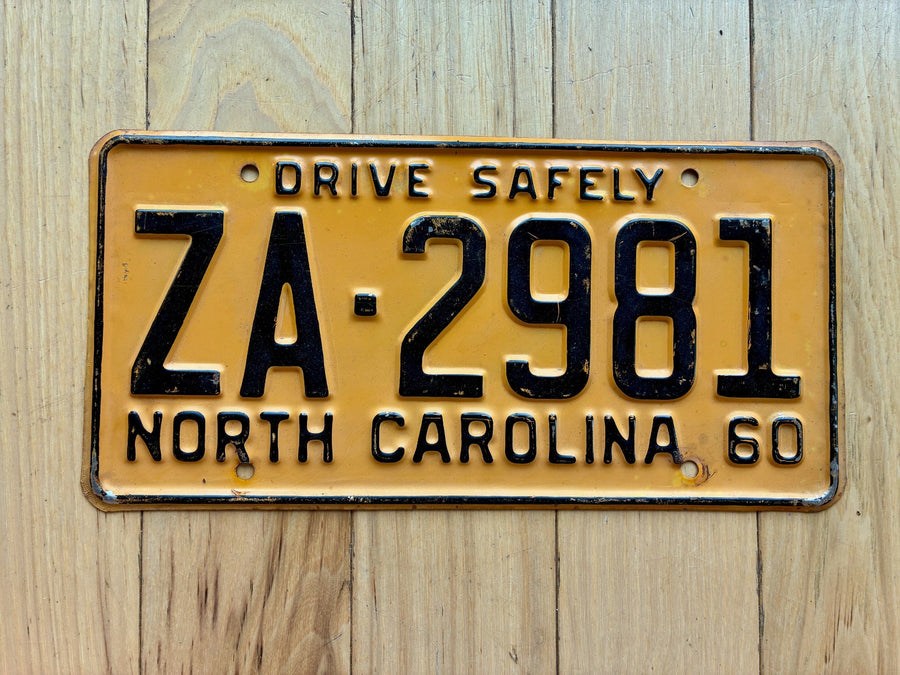 DRIVE SAFELY
ZA-2981
NORTH CAROLINA 60